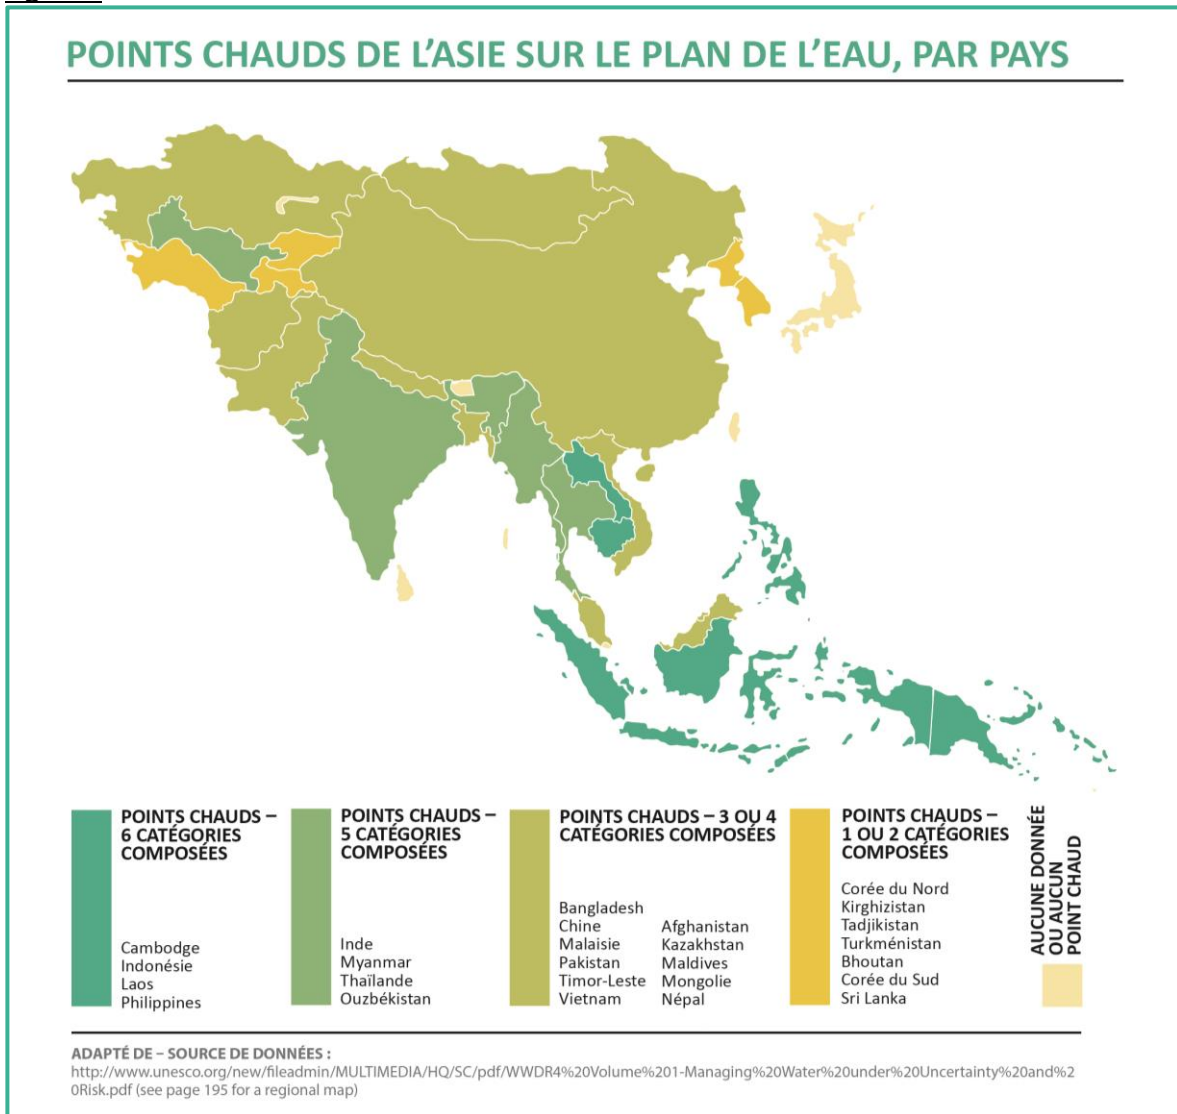 POINTS CHAUDS DE L'ASIE SUR LE PLAN DE L'EAU, PAR PAYS
POINTS CHAUDS –
6 CATÉGORIES
COMPOSÉES
Cambodge
Indonésie
Laos
Philippines
POINTS CHAUDS –
5 CATÉGORIES
COMPOSÉES
Inde
Myanmar
Thaïlande
Ouzbékistan
POINTS CHAUDS – 3 OU 4
CATÉGORIES COMPOSÉES
Bangladesh
Chine
Malaisie
Pakistan
Timor-Leste
Vietnam
Afghanistan
Kazakhstan
Maldives
Mongolie
Népal
POINTS CHAUDS –
1 OU 2 CATÉGORIES
COMPOSÉES
Corée du Nord
Kirghizistan
Tadjikistan
Turkménistan
Bhoutan
Corée du Sud
Sri Lanka
AUCUNE DONNÉE
OU AUCUN
POINT CHAUD
ADAPTÉ DE – SOURCE DE DONNÉES :
http://www.unesco.org/new/fileadmin/MULTIMEDIA/HQ/SC/pdf/WWDR4%20Volume%201-Managing%20Water%20under%20Uncertainty%20and%2
0Risk.pdf (see page 195 for a regional map)